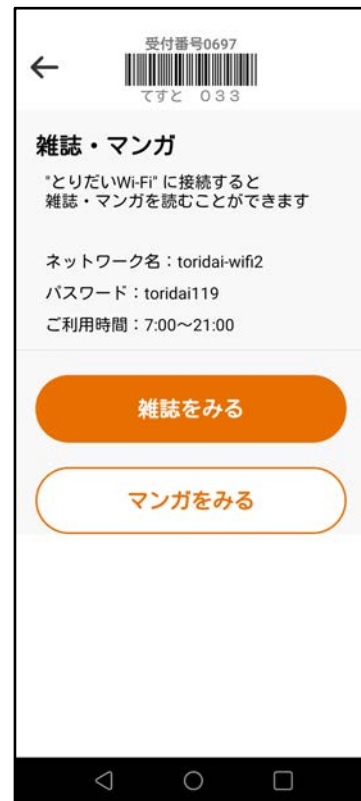 受付番号0697
てすと　０３３
雑誌・マンガ
"とりだいWi-Fi" に接続すると
雑誌・マンガを読むことができます
ネットワーク名：toridai-wifi2
パスワード：toridai119
ご利用時間：7:00～21:00
雑誌をみる
マンガをみる